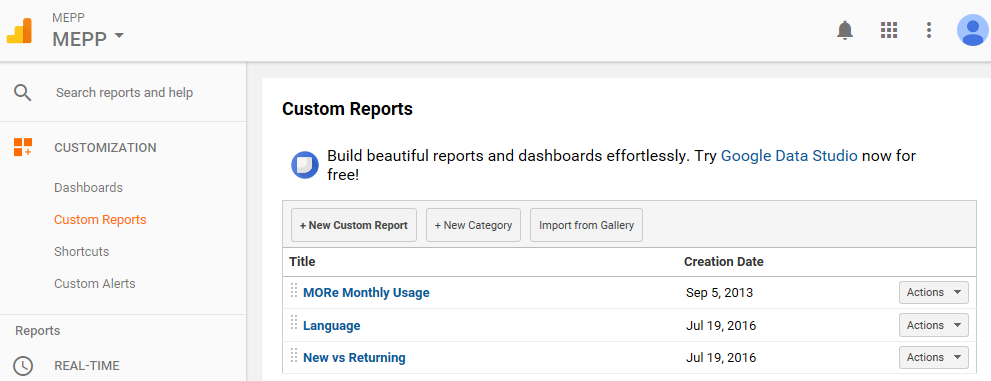 MEPP
MEPP
Search reports and help
CUSTOMIZATION
Dashboards
Custom Reports
Shortcuts
Custom Alerts
Reports
REAL-TIME
Custom Reports
Build beautiful reports and dashboards effortlessly. Try Google Data Studio now for
free!
+ New Custom Report + New Category Import from Gallery
Title Creation Date
MORe Monthly Usage Sep 5, 2013 Actions
Language Jul 19, 2016 Actions
New vs Returning Jul 19, 2016 Actions